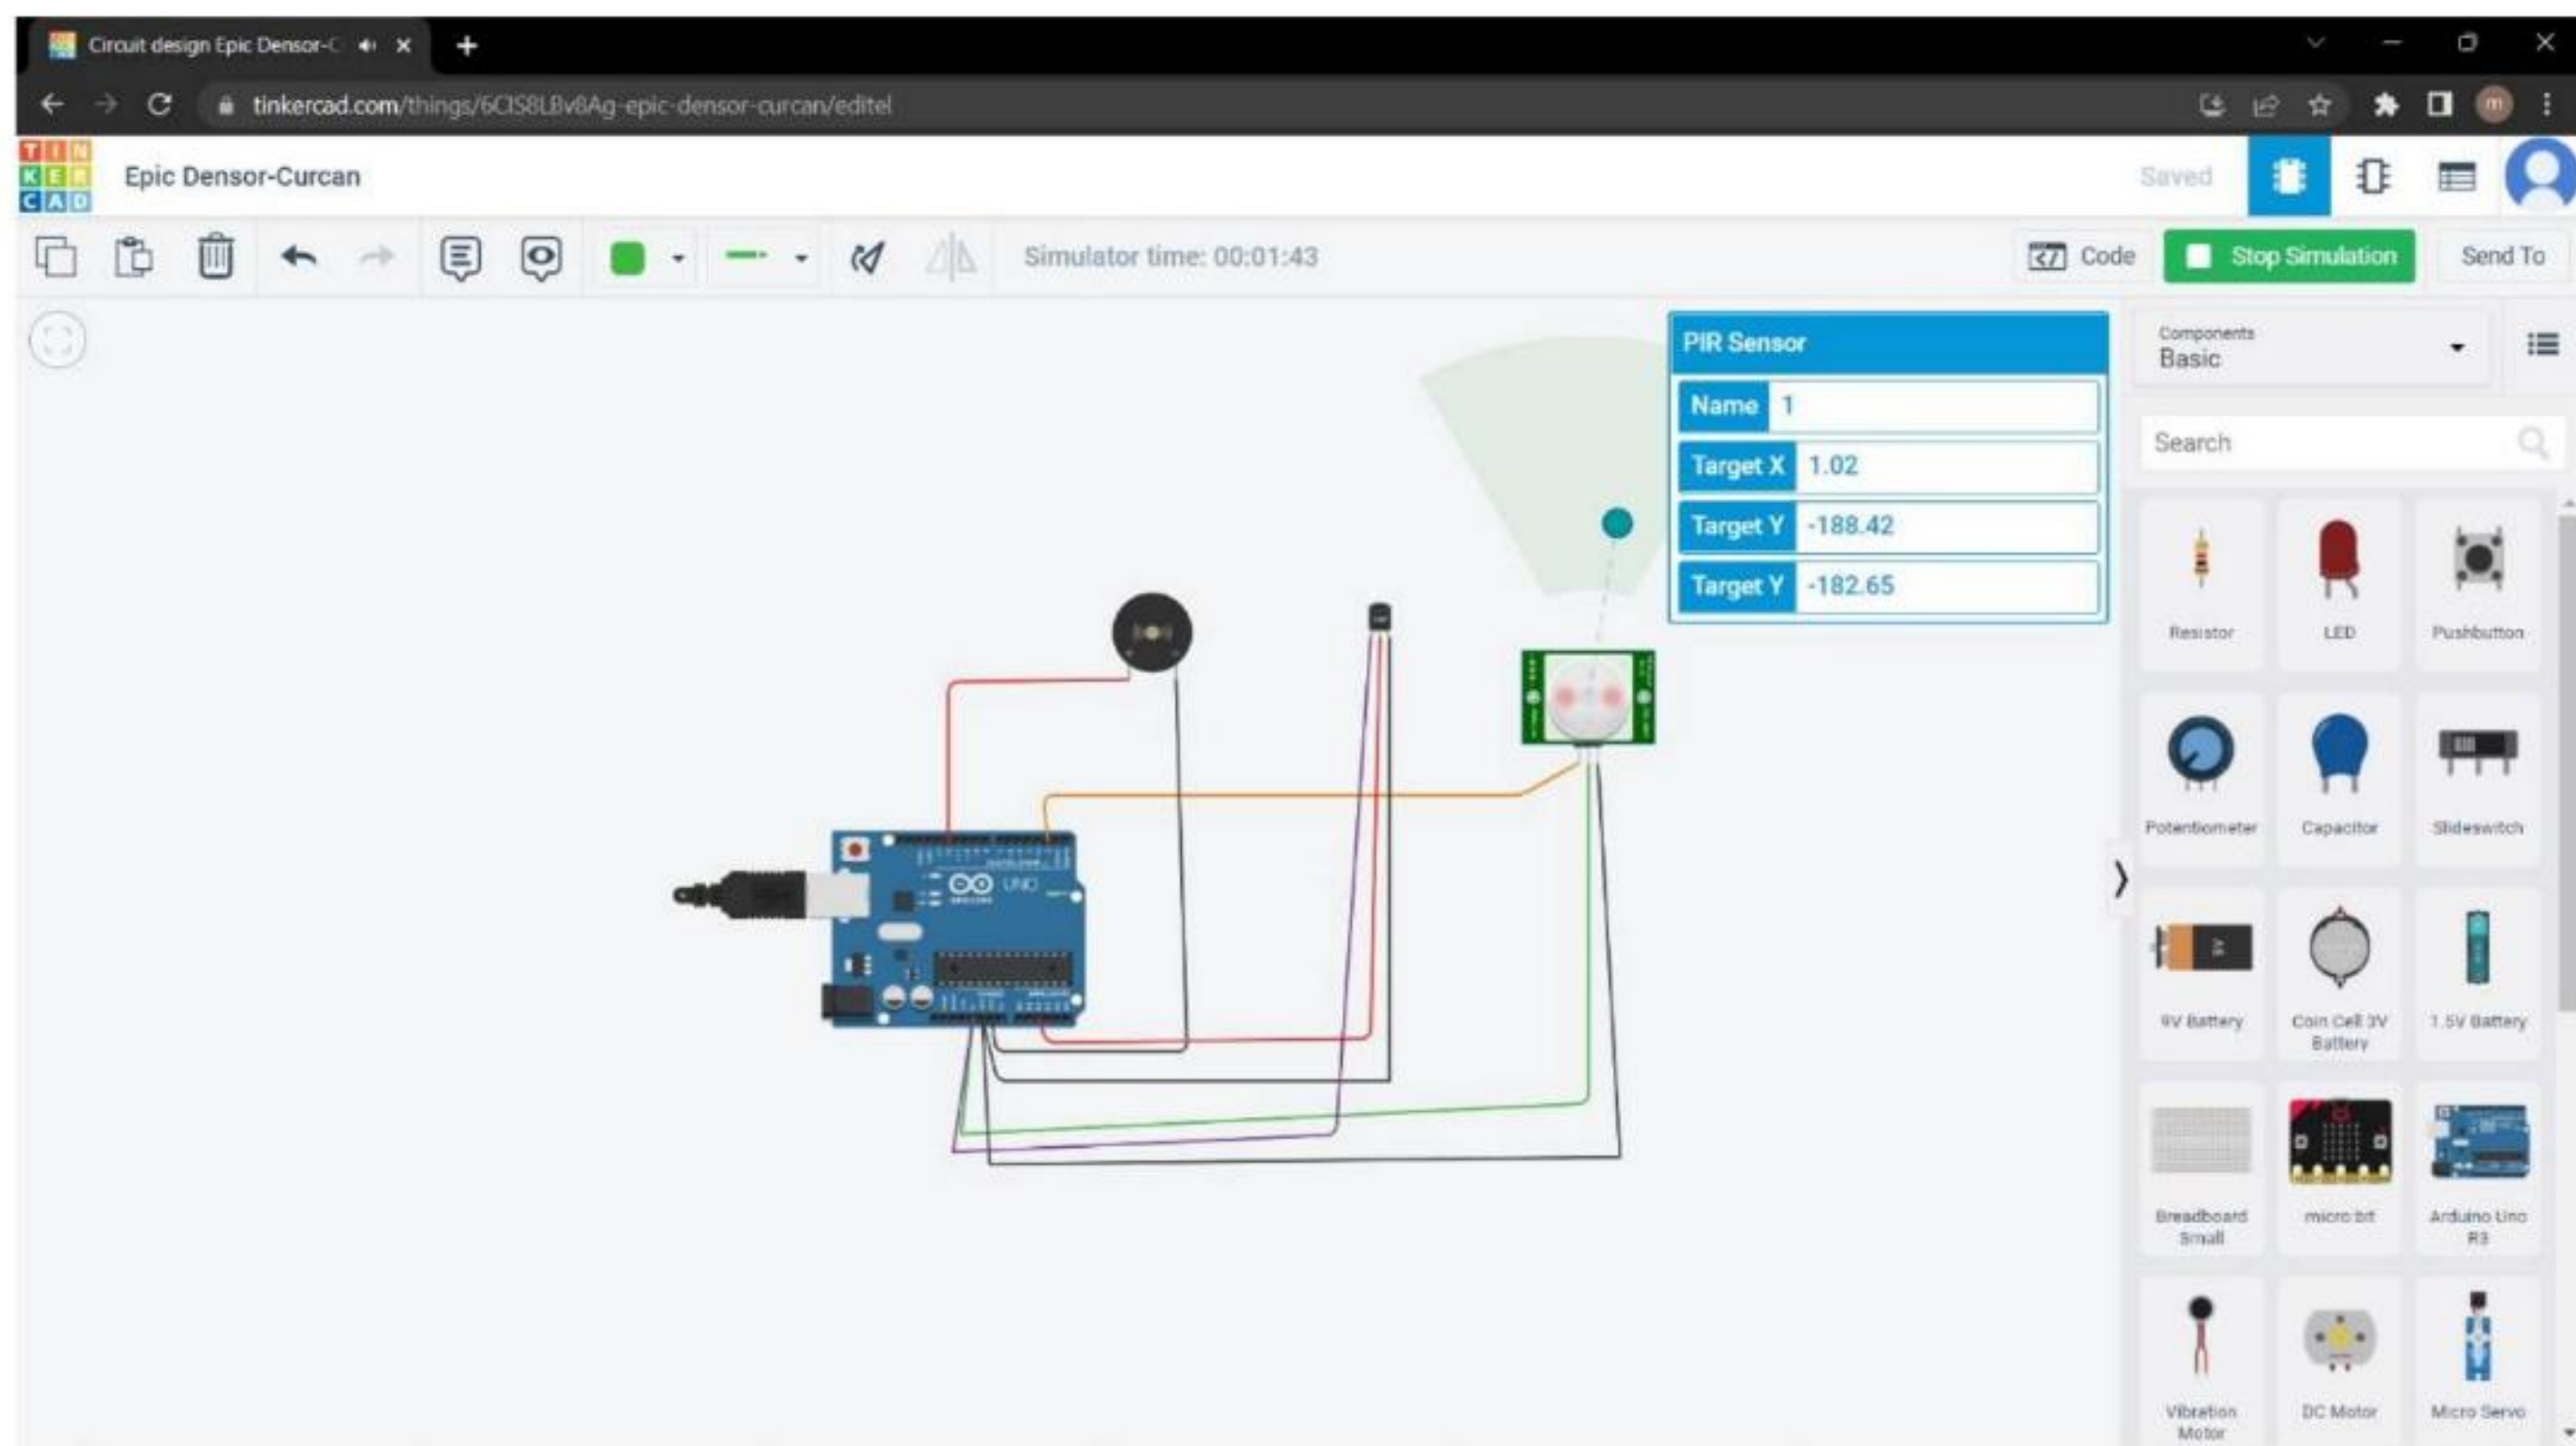 Circuit design Epic Densor-C
tinkercad.com/things/6CIS8LBv8Ag-epic-densor-curcan/editel
m
TIN
KER
CAD
Epic Densor-Curcan
Saved
Simulator time: 00:01:43
Code
Stop Simulation
Send To
PIR Sensor
Name 1
Target X 1.02
Target Y -188.42
Target Y -182.65
Components
Basic
Search
Resistor
LED
Pushbutton
Potentiometer
Capacitor
Slideswitch
9V
9V Battery
Coin Cell 3V
Battery
1.5V Battery
Breadboard
Small
micro:bit
Arduino Uno
R3
Vibration
Motor
DC Motor
Micro Servo
UNO